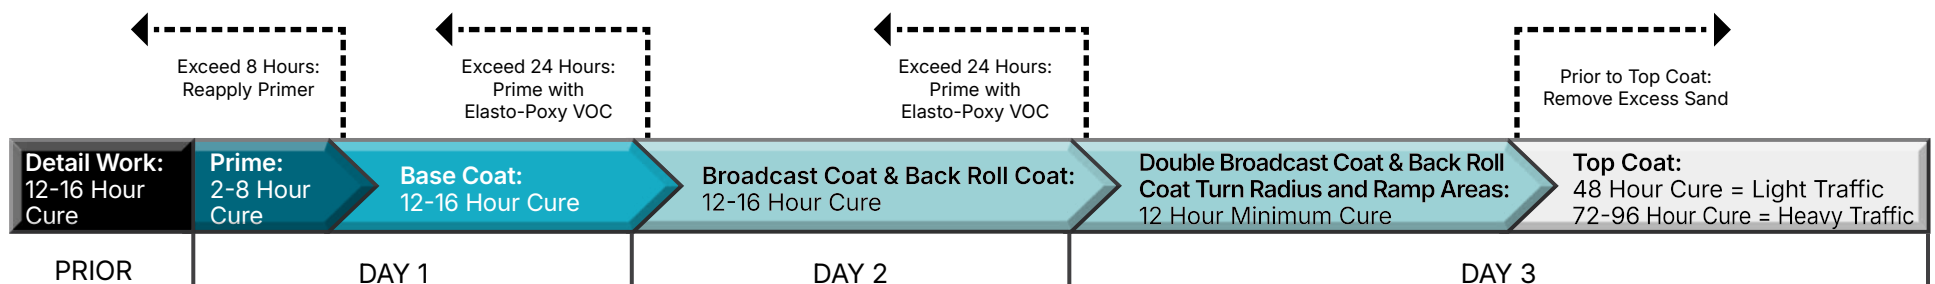 Exceed 8 Hours:
Reapply Primer
Exceed 24 Hours:
Prime with
Elasto-Poxy VOC
Exceed 24 Hours:
Prime with
Elasto-Poxy VOC
Prior to Top Coat:
Remove Excess Sand
Detail Work:
12-16 Hour
Cure
Prime:
2-8 Hour
Cure
Base Coat:
12-16 Hour Cure
Broadcast Coat & Back Roll Coat:
12-16 Hour Cure
Double Broadcast Coat & Back Roll
Coat Turn Radius and Ramp Areas:
12 Hour Minimum Cure
Top Coat:
48 Hour Cure = Light Traffic
72-96 Hour Cure = Heavy Traffic
PRIOR
DAY 1
DAY 2
DAY 3